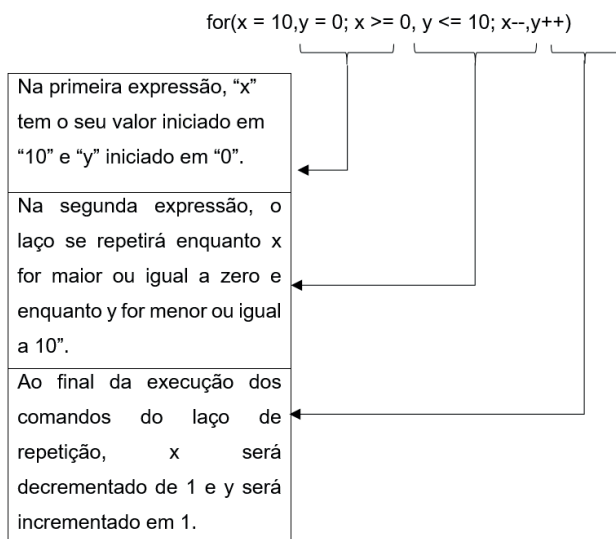 for(x = 10,y = 0; x >= 0, y <= 10; x--,y++)
Na primeira expressão, “x”
tem o seu valor iniciado em
“10” e “y” iniciado em “0”.
Na segunda expressão, o
laço se repetirá enquanto x
for maior ou igual a zero e
enquanto y for menor ou igual
a 10”.
Ao final da execução dos
comandos do laço de
repetição, x será
decrementado de 1 e y será
incrementado em 1.